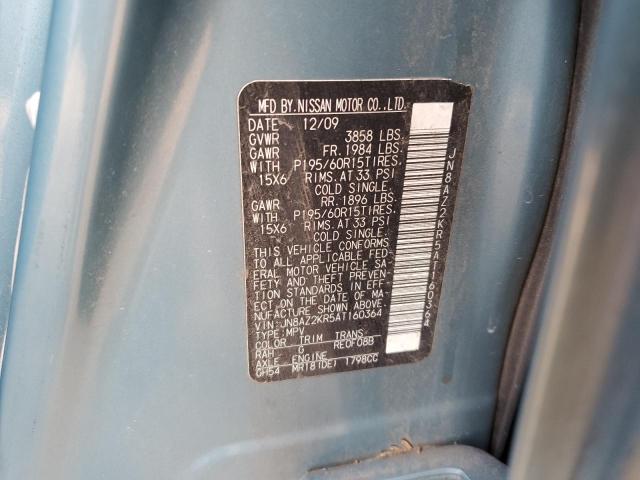 MFD BY.NISSAN MOTOR CO.,LTD.
DATE 12/09
GVWR 3858 LBS.
GAWR FR. 1984 LBS.
WITH P195/60R15TIRES.
15X6 RIMS. AT 33 PSI
COLD SINGLE.
GAWR RR. 1896 LBS.
WITH P195/60R15TIRES.
15X6 RIMS. AT 33 PSI
COLD SINGLE.
THIS VEHICLE CONFORMS
TO ALL APPLICABLE FED
ERAL MOTOR VEHICLE SA
FETY AND THEFT PREVEN
TION STANDARDS IN EFF
ECT ON THE DATE OF MA
NUFACTURE SHOWN ABOVE.
VIN:JN8AZ2KR5AT160364
TYPE:MPV
COLOR TRIM TRANS.
RAH G RE0F08B
AXLE ENGINE
GH54 MR18(DE) 1798CC
JN8AZ2KR5AT160364